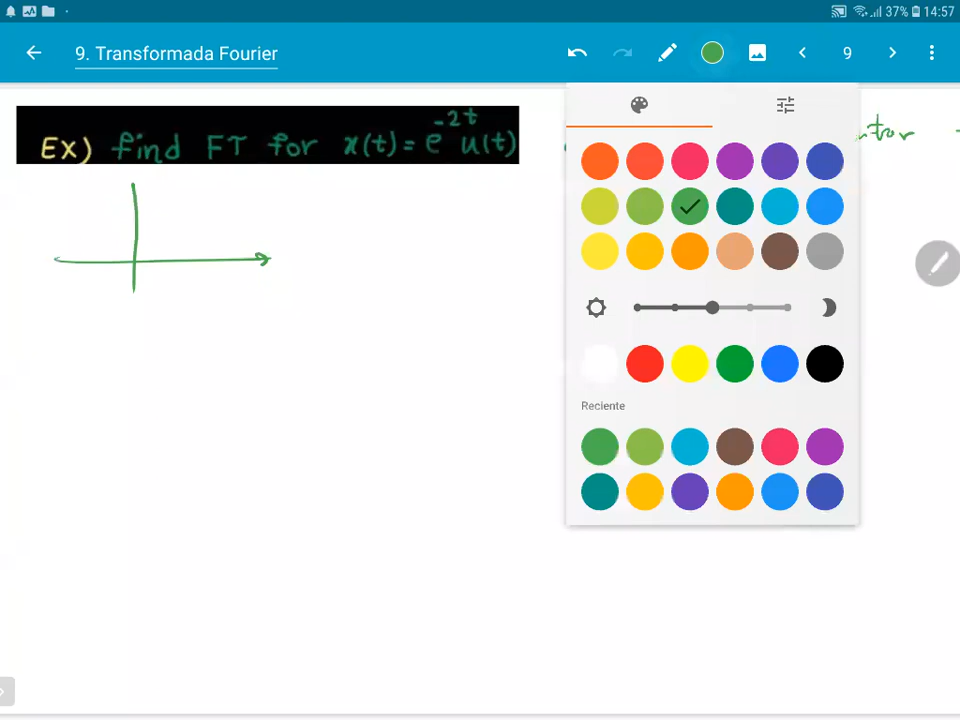 37% 14:57
9. Transformada Fourier 9
Ex) find FT for x(t) = e^{-2t} u(t)
Reciente